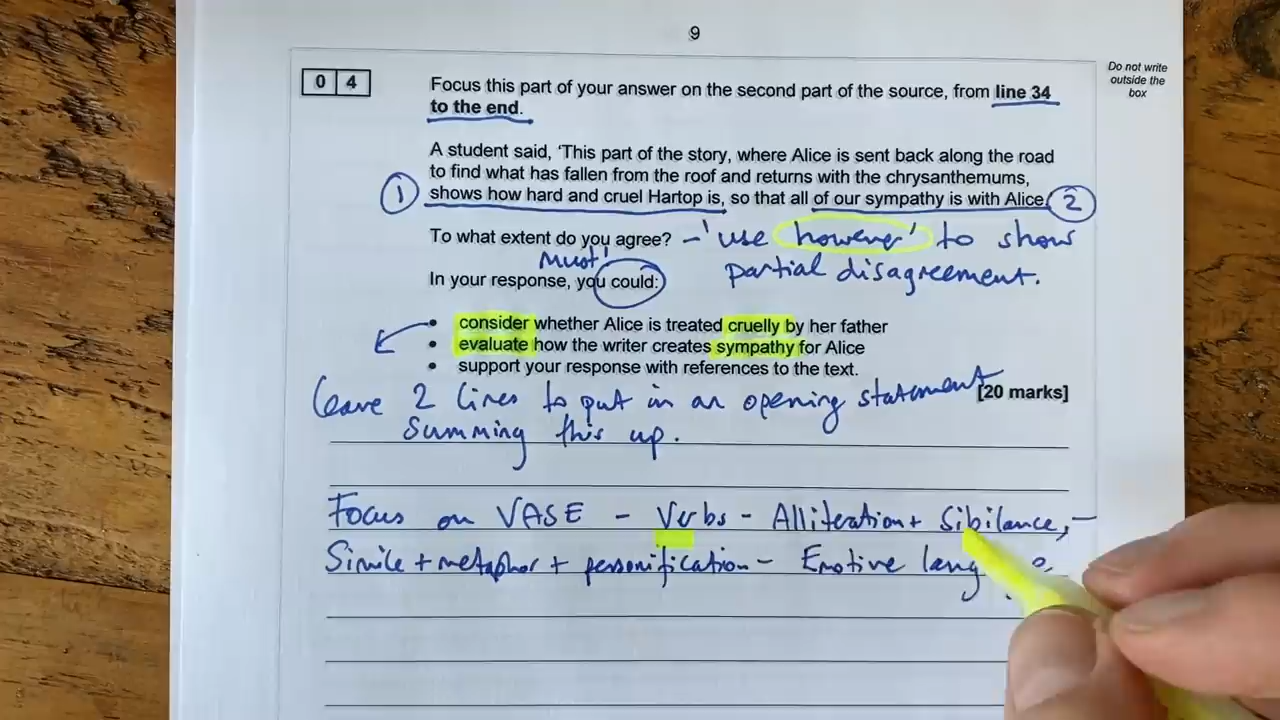 9
Do not write
outside the
box
0 4
Focus this part of your answer on the second part of the source, from line 34
to the end.
A student said, 'This part of the story, where Alice is sent back along the road
to find what has fallen from the roof and returns with the chrysanthemums,
1 shows how hard and cruel Hartop is, so that all of our sympathy is with Alice 2
To what extent do you agree? – 'use however' to show
partial disagreement.
Must!
In your response, you could:
• consider whether Alice is treated cruelly by her father
• evaluate how the writer creates sympathy for Alice
• support your response with references to the text.
[20 marks]
leave 2 lines to put in an opening statement
summing this up.
Focus on VASE - Verbs - Alliteration + Sibilance, -
Simile + metaphor + personification - Emotive